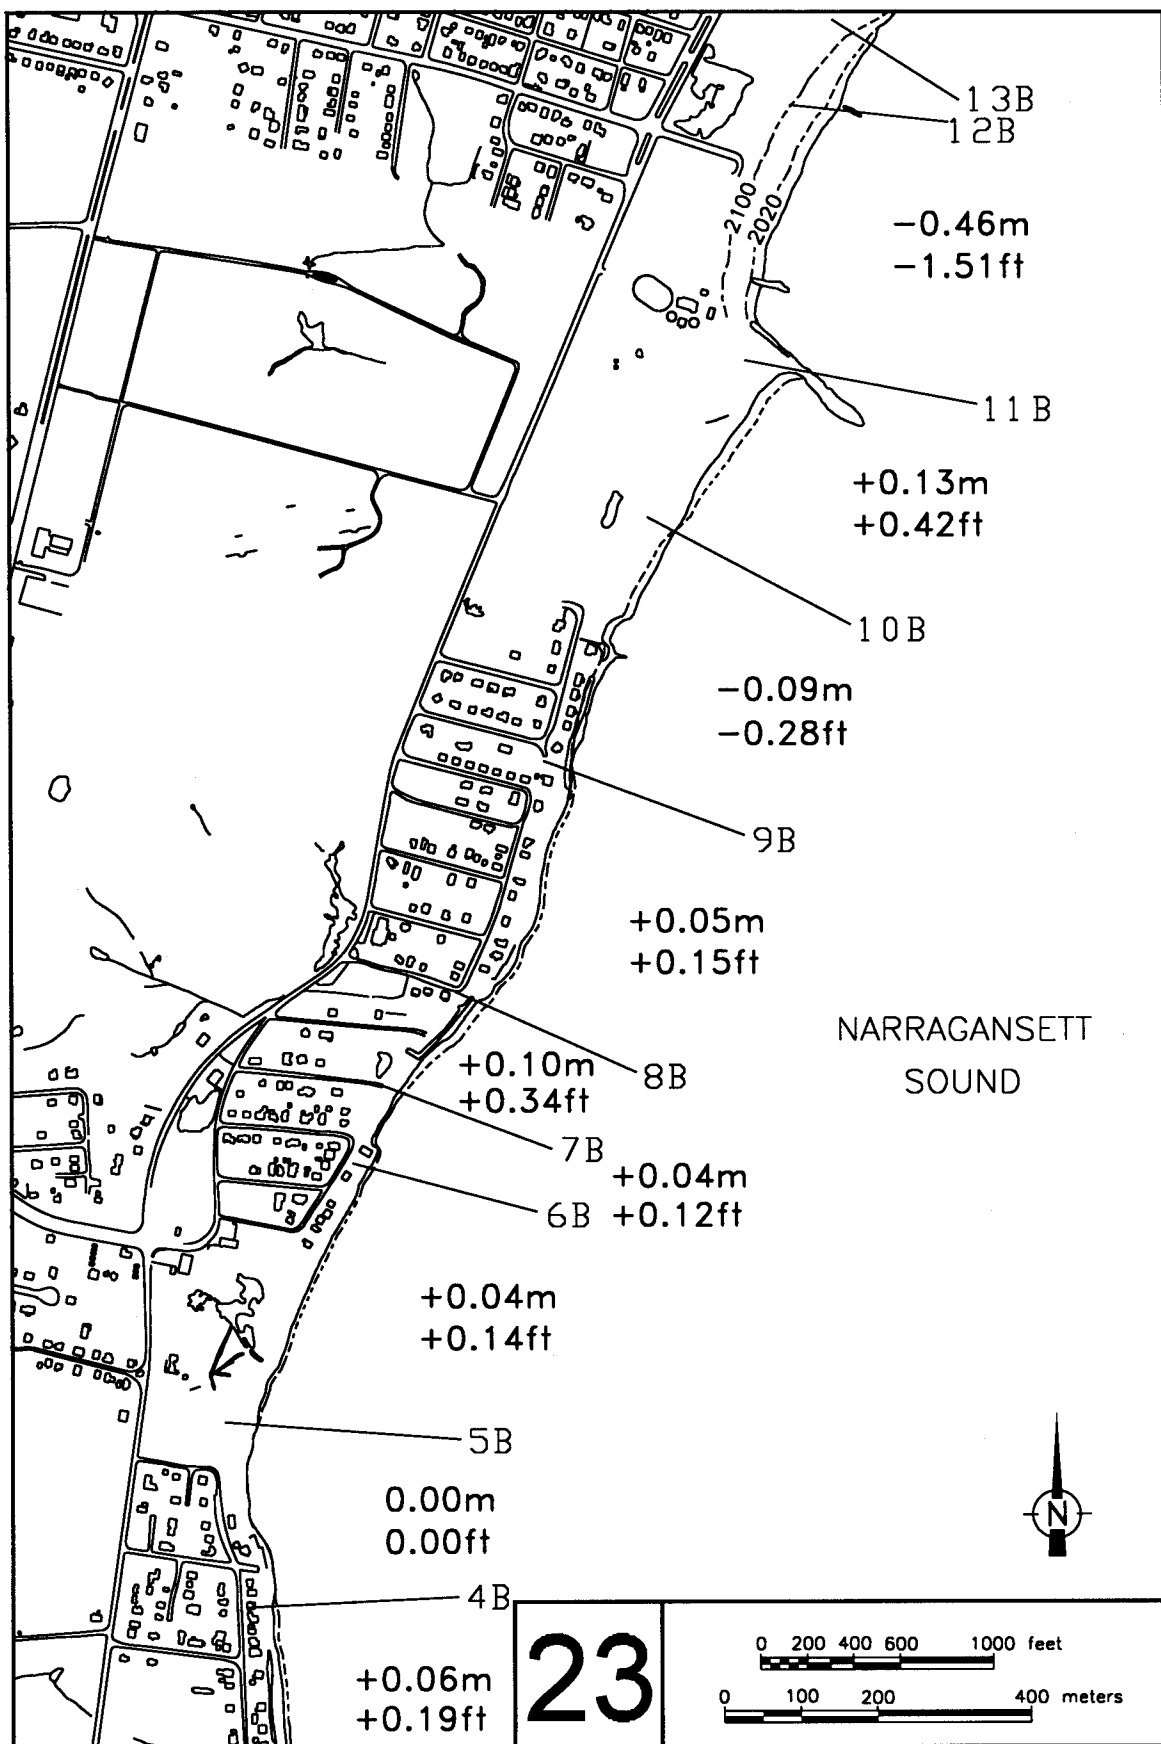 13B
12B
2100
2020
-0.46m
-1.51ft
11B
+0.13m
+0.42ft
10B
-0.09m
-0.28ft
9B
+0.05m
+0.15ft
NARRAGANSETT
SOUND
8B
+0.10m
+0.34ft
7B
+0.04m
+0.12ft
6B
+0.04m
+0.14ft
5B
0.00m
0.00ft
N
4B
+0.06m
+0.19ft
23
0 200 400 600 1000 feet
0 100 200 400 meters